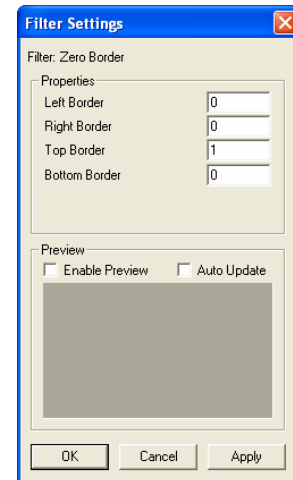 Filter Settings
Filter: Zero Border
Properties
Left Border 0
Right Border 0
Top Border 1
Bottom Border 0
Preview
Enable Preview Auto Update
OK Cancel Apply